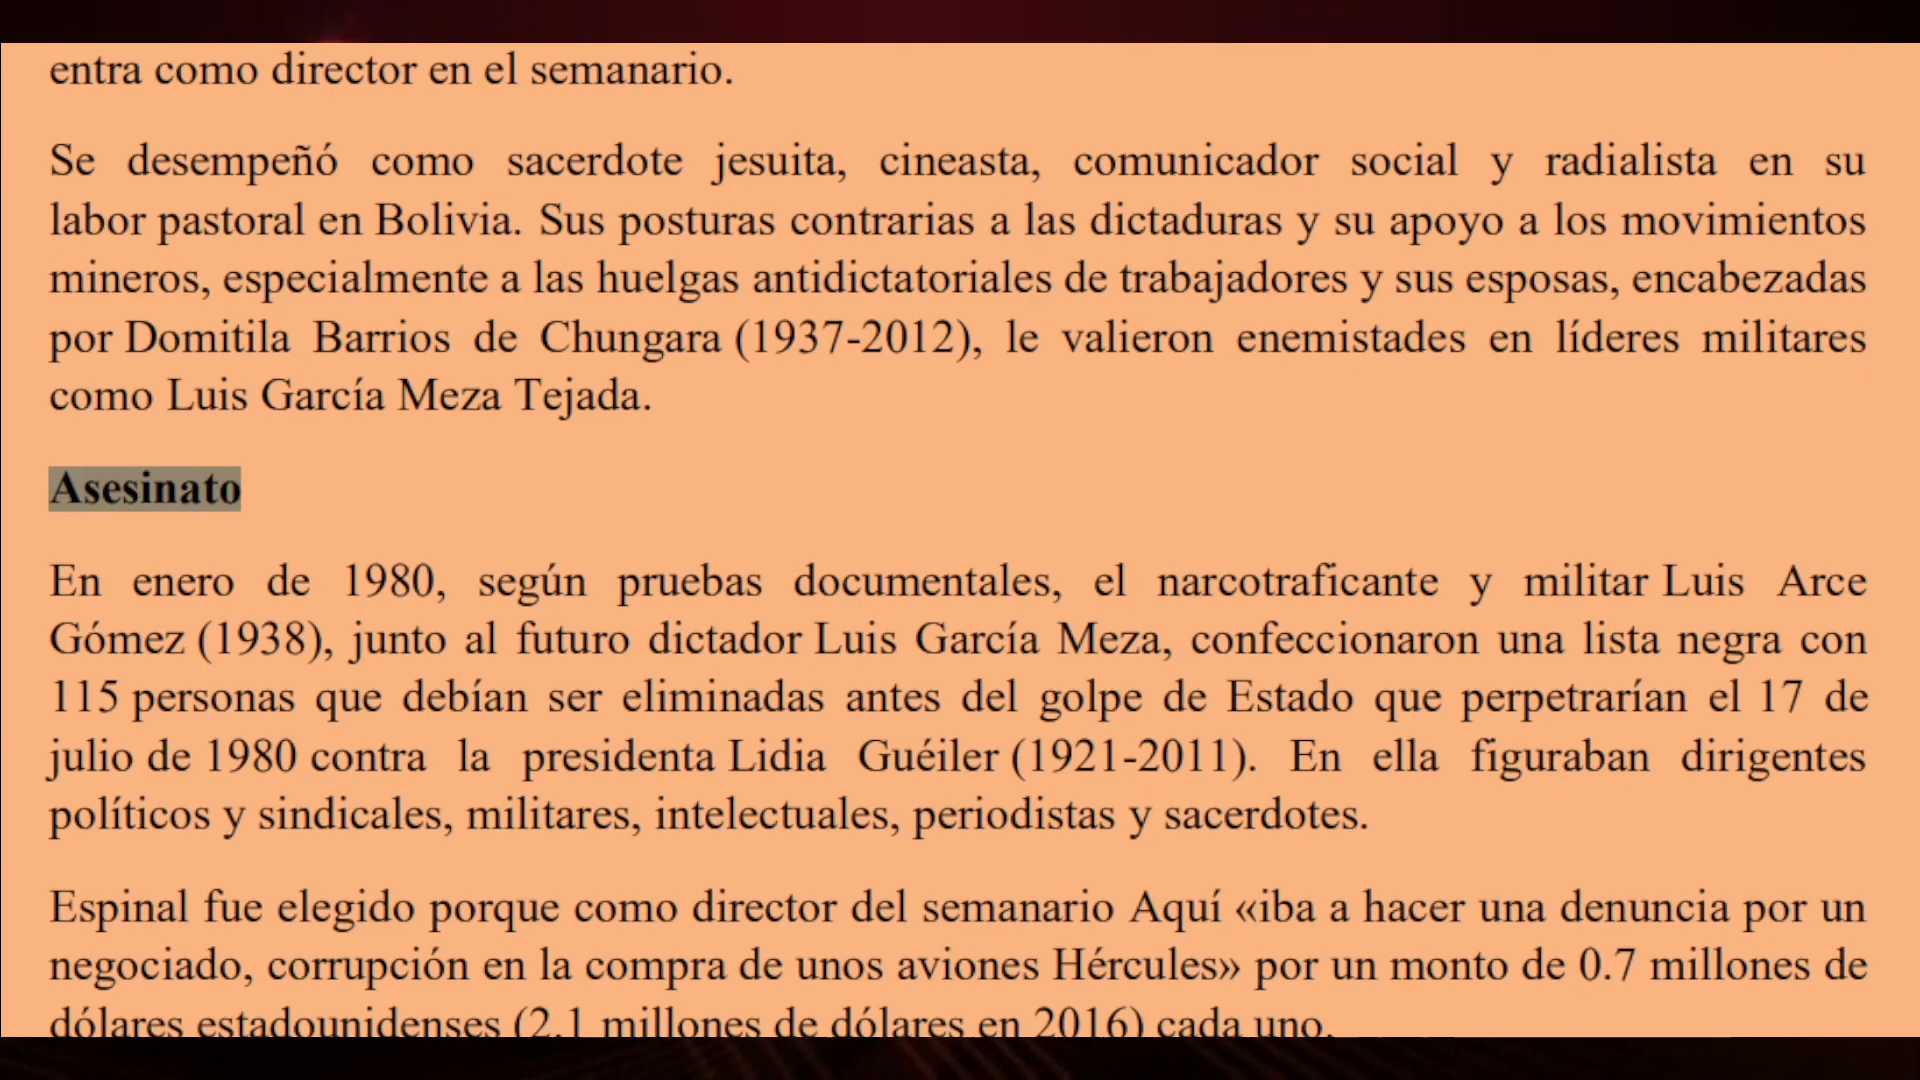 entra como director en el semanario.
Se desempeñó como sacerdote jesuita, cineasta, comunicador social y radialista en su
labor pastoral en Bolivia. Sus posturas contrarias a las dictaduras y su apoyo a los movimientos
mineros, especialmente a las huelgas antidictatoriales de trabajadores y sus esposas, encabezadas
por Domitila Barrios de Chungara (1937-2012), le valieron enemistades en líderes militares
como Luis García Meza Tejada.
Asesinato
En enero de 1980, según pruebas documentales, el narcotraficante y militar Luis Arce
Gómez (1938), junto al futuro dictador Luis García Meza, confeccionaron una lista negra con
115 personas que debían ser eliminadas antes del golpe de Estado que perpetrarían el 17 de
julio de 1980 contra la presidenta Lidia Guéiler (1921-2011). En ella figuraban dirigentes
políticos y sindicales, militares, intelectuales, periodistas y sacerdotes.
Espinal fue elegido porque como director del semanario Aquí «iba a hacer una denuncia por un
negociado, corrupción en la compra de unos aviones Hércules» por un monto de 0.7 millones de
dólares estadounidenses (2.1 millones de dólares en 2016) cada uno.